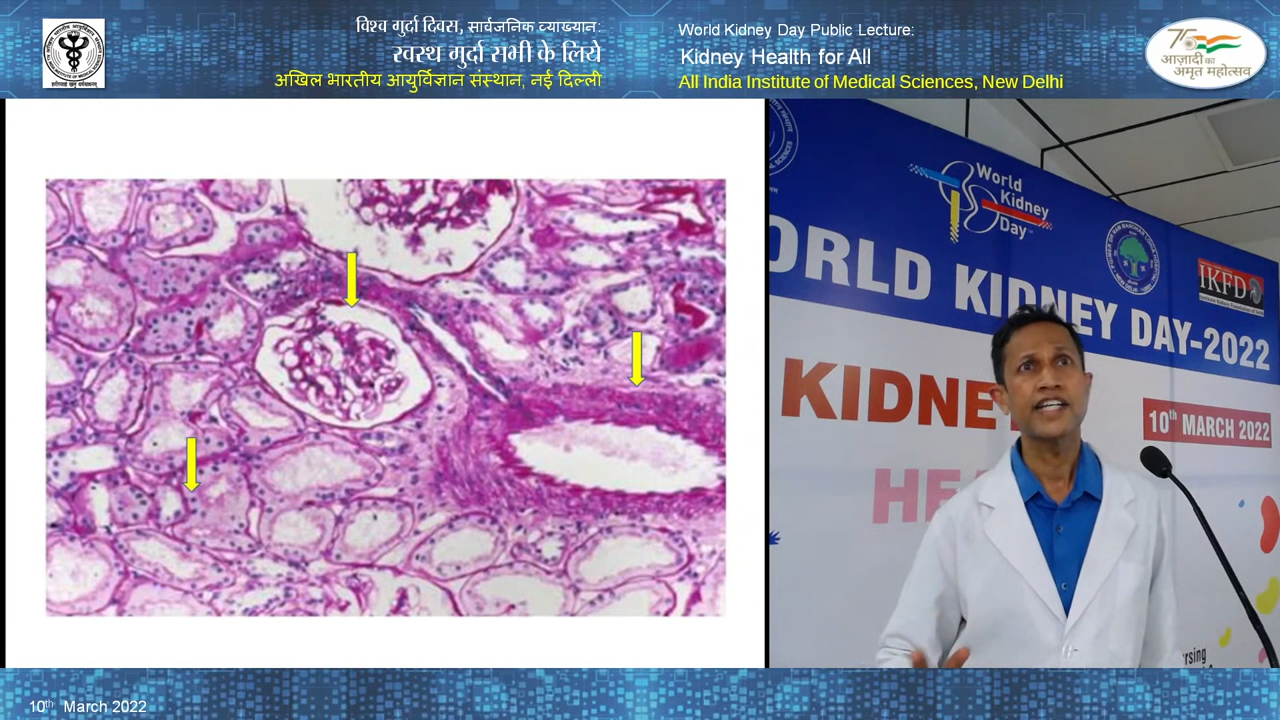 विश्व गुर्दा दिवस, सार्वजनिक व्याख्यान:
स्वस्थ गुर्दा सभी के लिये
अखिल भारतीय आयुर्विज्ञान संस्थान, नई दिल्ली
World Kidney Day Public Lecture:
Kidney Health for All
All India Institute of Medical Sciences, New Delhi
75
आज़ादी का
अमृत महोत्सव
World
Kidney
Day
IKFD
ORLD KIDNEY DAY-2022
KIDNE
10th MARCH 2022
HE
rsing
10th March 2022